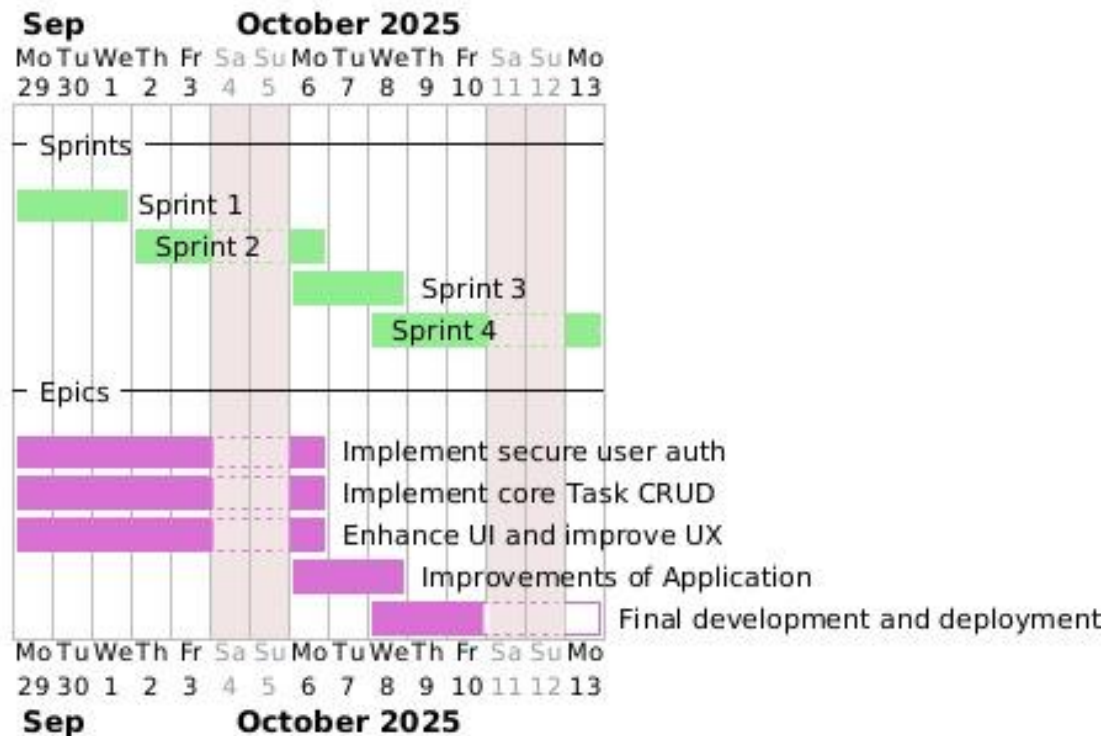 Sep October 2025
Mo Tu We Th Fr Sa Su Mo Tu We Th Fr Sa Su Mo
29 30 1 2 3 4 5 6 7 8 9 10 11 12 13
Sprints
Sprint 1
Sprint 2
Sprint 3
Sprint 4
Epics
Implement secure user auth
Implement core Task CRUD
Enhance UI and improve UX
Improvements of Application
Final development and deployment
Mo Tu We Th Fr Sa Su Mo Tu We Th Fr Sa Su Mo
29 30 1 2 3 4 5 6 7 8 9 10 11 12 13
Sep October 2025